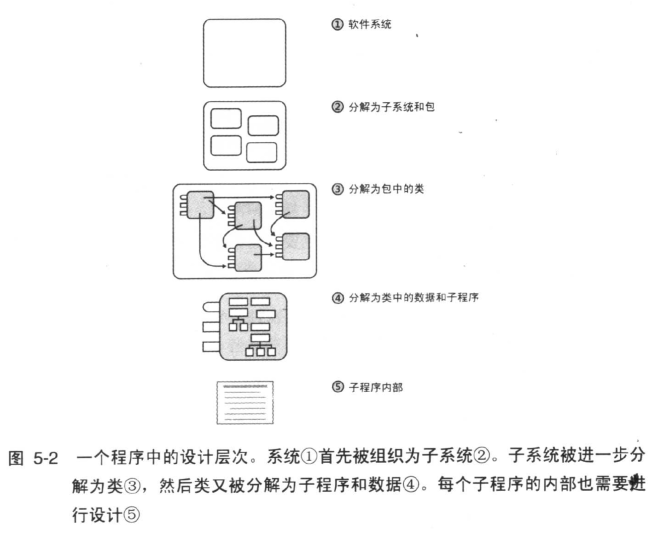 ① 软件系统
② 分解为子系统和包
③ 分解为包中的类
④ 分解为类中的数据和子程序
⑤ 子程序内部
图 5-2 一个程序中的设计层次。系统①首先被组织为子系统②。子系统被进一步分
解为类③，然后类又被分解为子程序和数据④。每个子程序的内部也需要进
行设计⑤